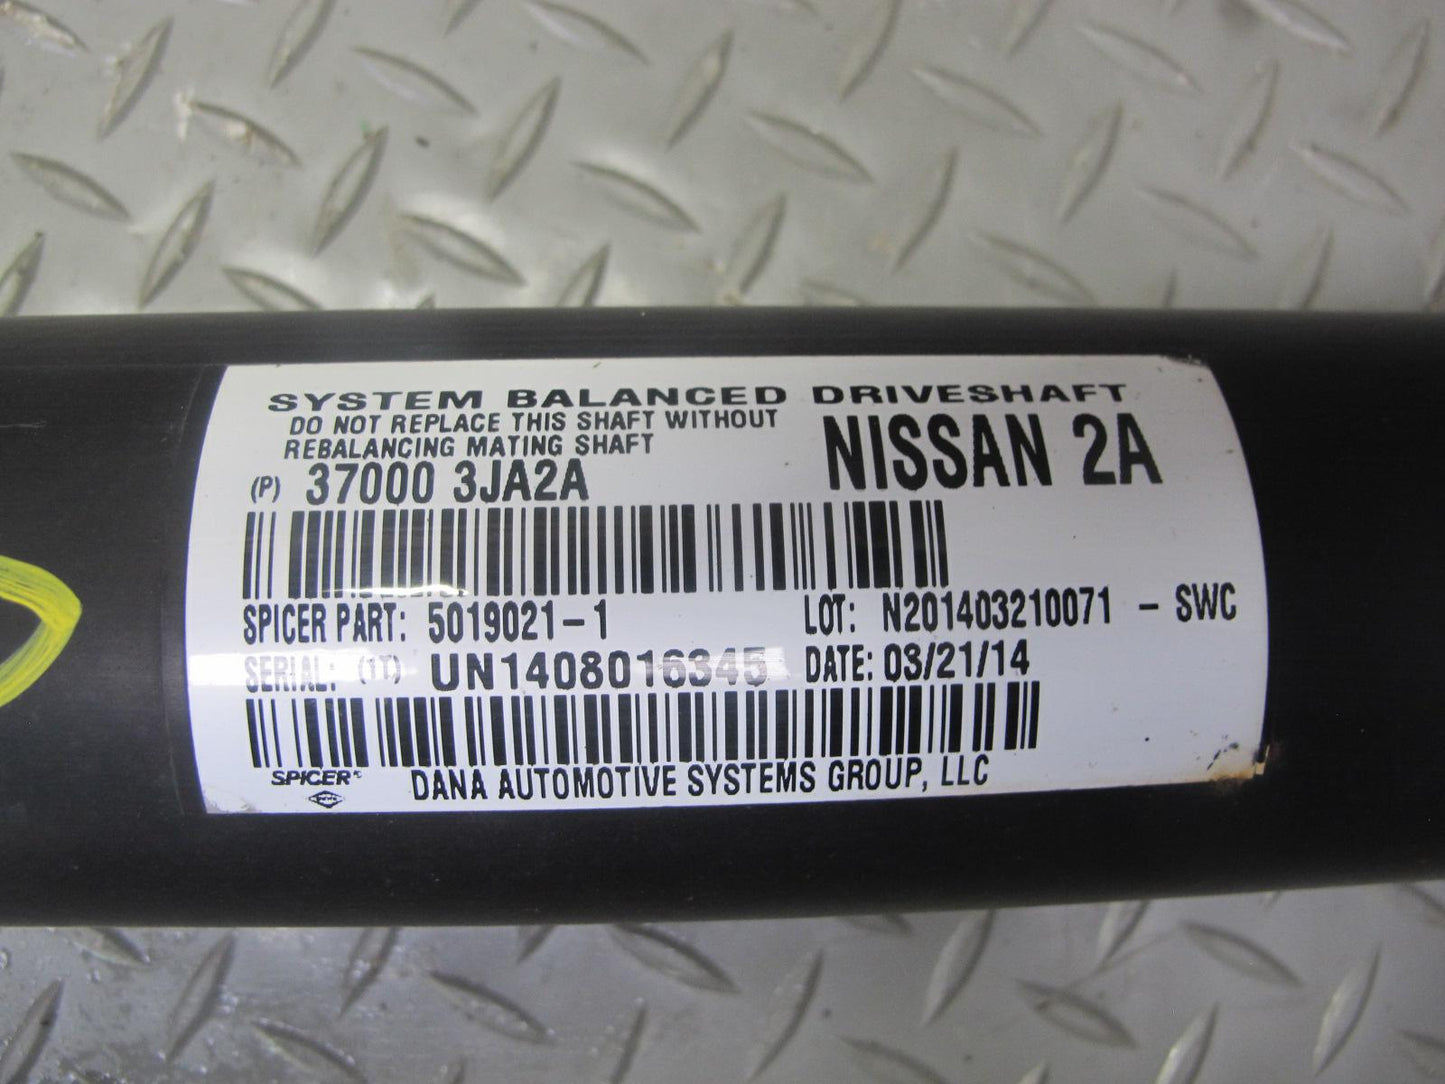 SYSTEM BALANCED DRIVESHAFT
DO NOT REPLACE THIS SHAFT WITHOUT
REBALANCING MATING SHAFT
NISSAN 2A
(P) 37000 3JA2A
SPICER PART: 5019021-1 LOT: N201403210071 - SWC
SERIAL: (1T) UN1408016345 DATE: 03/21/14
SPICER® DANA AUTOMOTIVE SYSTEMS GROUP, LLC